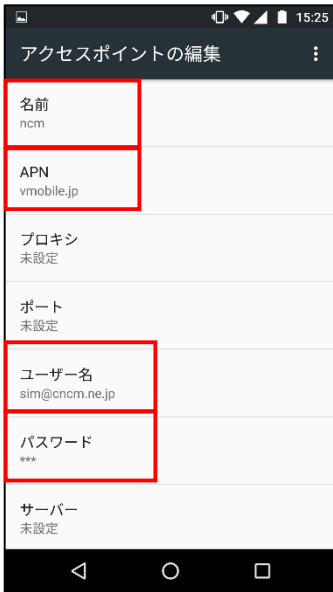 15:25
アクセスポイントの編集
名前
ncm
APN
vmobile.jp
プロキシ
未設定
ポート
未設定
ユーザー名
sim@cncm.ne.jp
パスワード
***
サーバー
未設定